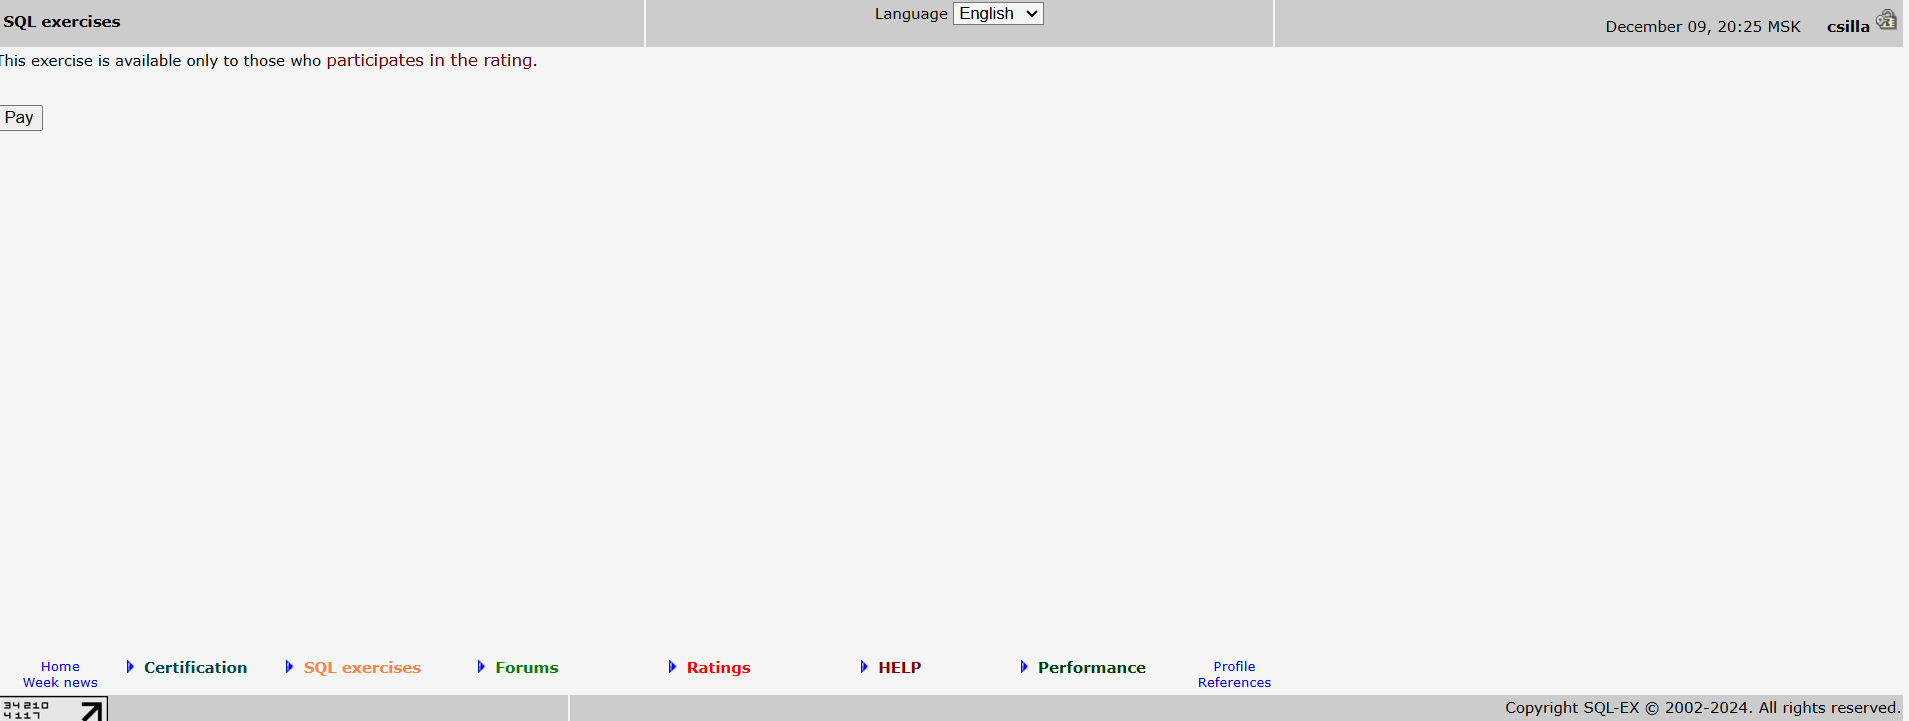 SQL exercises
Language English
December 09, 20:25 MSK csilla
This exercise is available only to those who participates in the rating.
Pay
Home
Week news
Certification
SQL exercises
Forums
Ratings
HELP
Performance
Profile
References
34210
4117
Copyright SQL-EX © 2002-2024. All rights reserved.